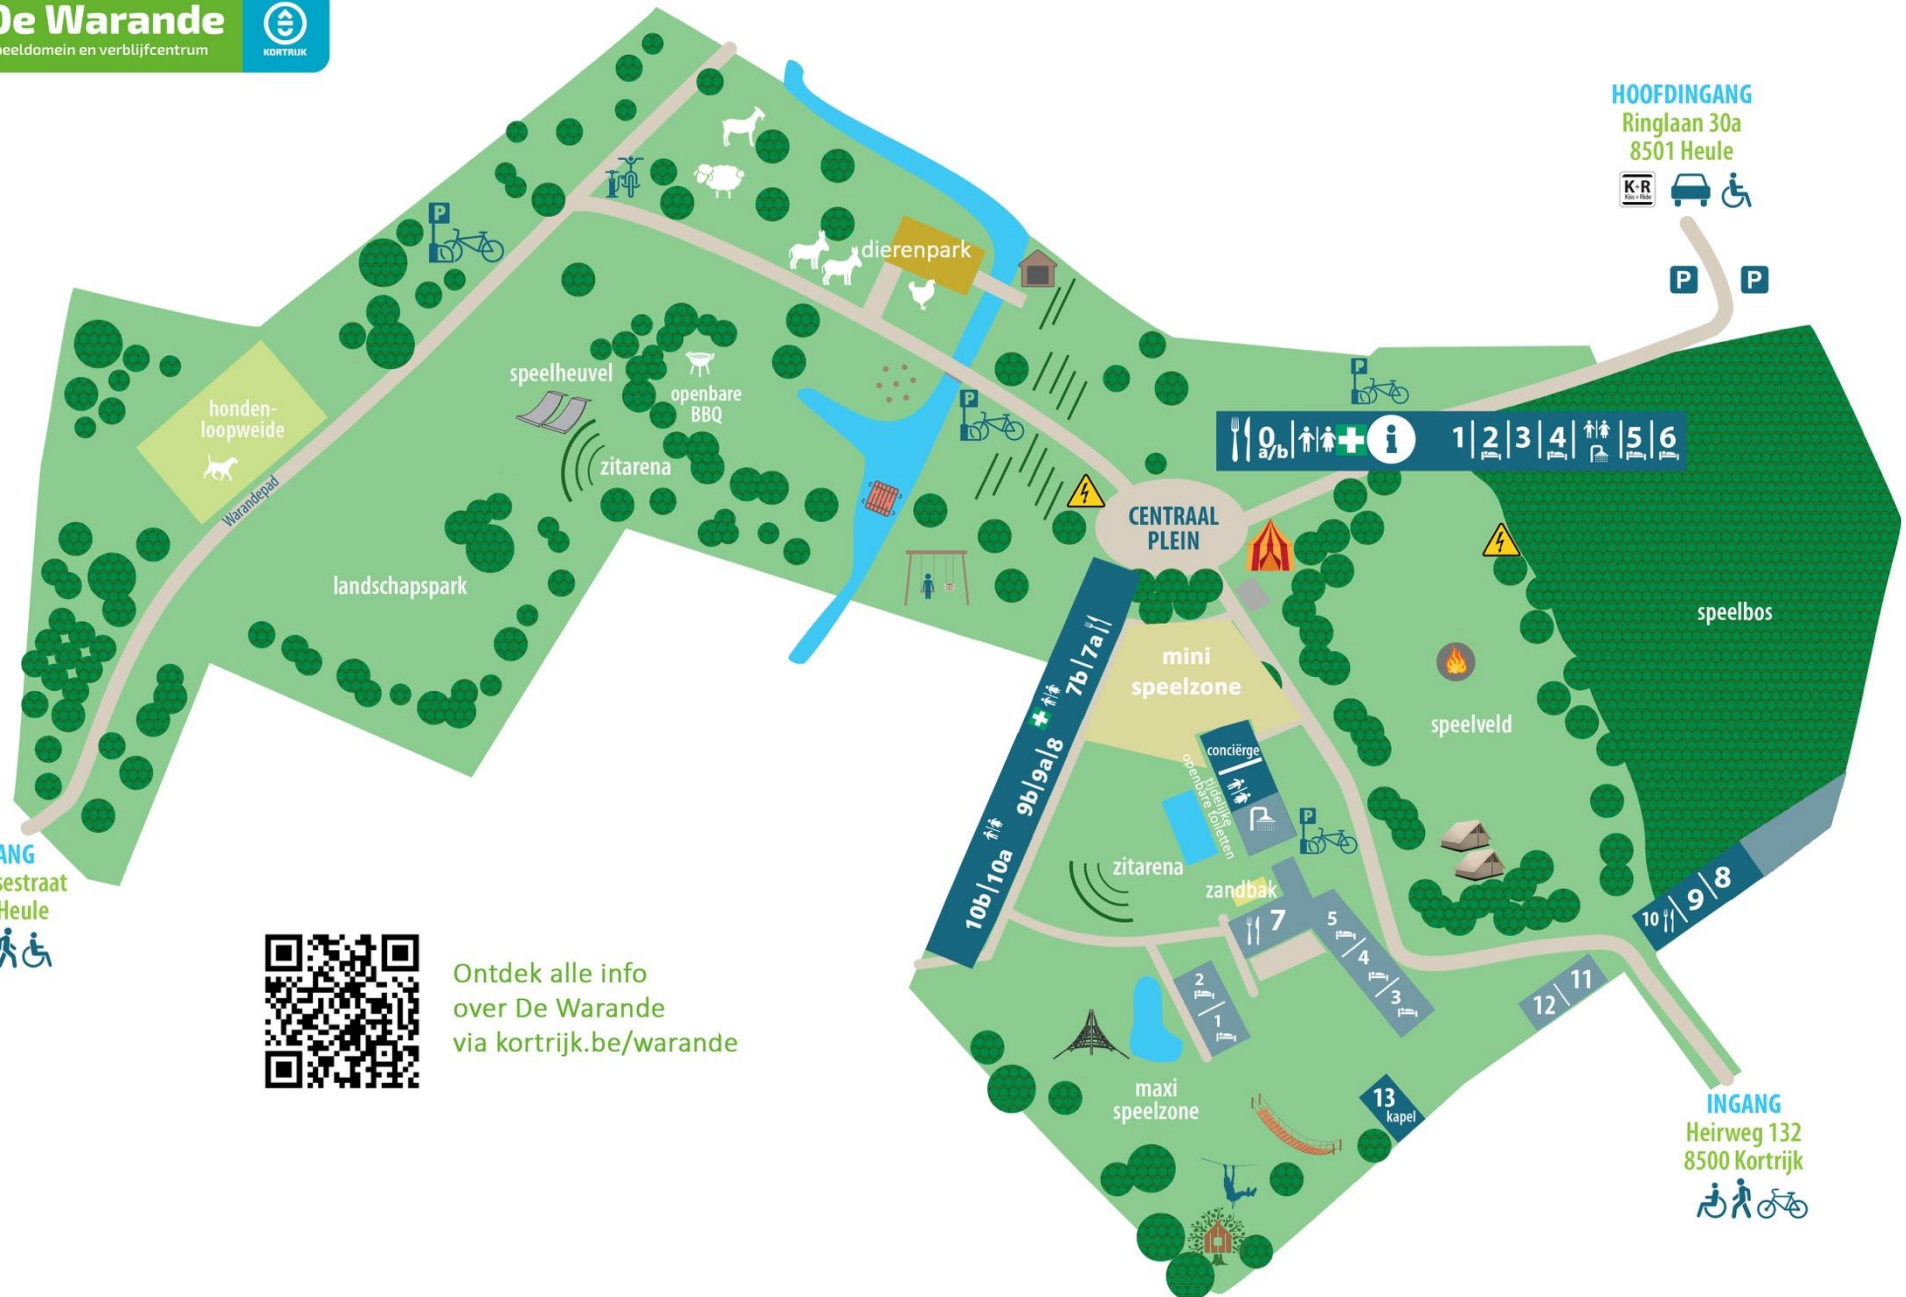 De Warande
speeldomein en verblijfcentrum
KORTRIJK
HOOFDINGANG
Ringlaan 30a
8501 Heule
K+R
Kiss+Ride
P
P
P
dierenpark
speelheuvel
openbare
BBQ
honden-
loopweide
zitarena
Warandepad
landschapspark
P
P
0 a/b i 1 2 3 4 5 6
CENTRAAL
PLEIN
speelbos
mini
speelzone
speelveld
7a
7b
8
9a
9b
10a
10b
conciërge
tijdelijke
openbare toiletten
P
zitarena
zandbak
7
5
4
3
2
1
8
9
10
11
12
maxi
speelzone
13
kapel
Heule
Ontdek alle info
over De Warande
via kortrijk.be/warande
INGANG
Heirweg 132
8500 Kortrijk